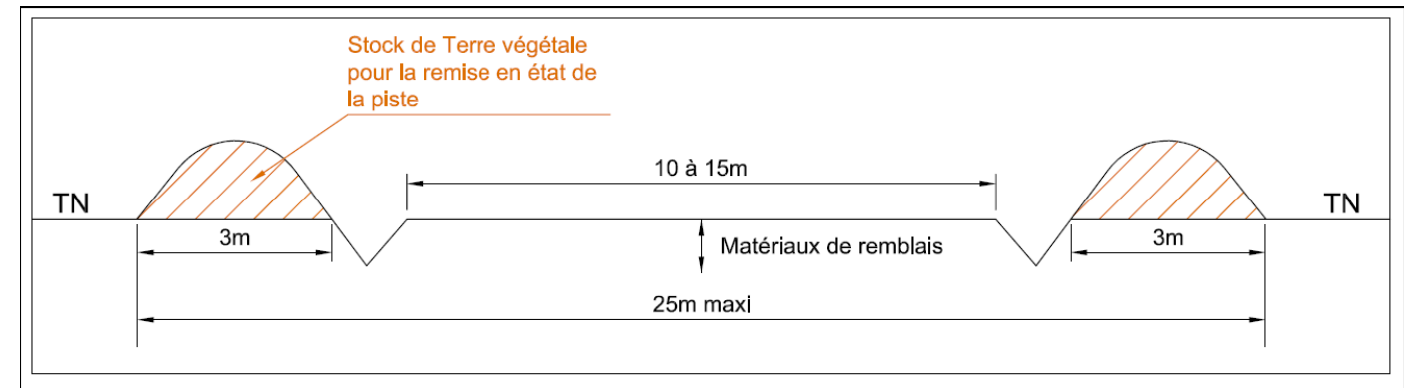 Stock de Terre végétale
pour la remise en état de
la piste
10 à 15m
TN
TN
3m
Matériaux de remblais
3m
25m maxi